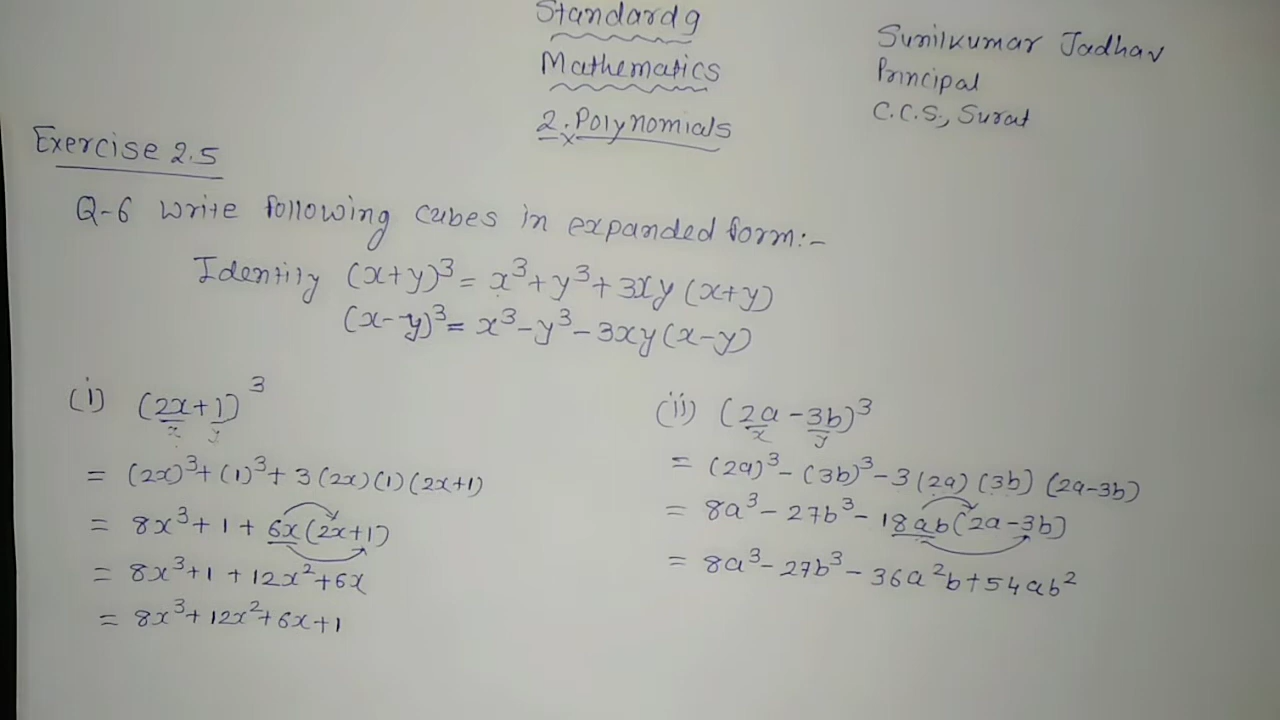 Standard 9
Mathematics
2. Polynomials
Sunilkumar Jadhav
Principal
C.C.S., Surat
Exercise 2.5
Q-6 Write following cubes in expanded form:-
Identity (x+y)³ = x³+y³+3xy(x+y)
(x-y)³ = x³-y³-3xy(x-y)
(i) (2x+1)³
x y
= (2x)³+(1)³+3(2x)(1)(2x+1)
= 8x³+1+6x(2x+1)
= 8x³+1+12x²+6x
= 8x³+12x²+6x+1
(ii) (2a-3b)³
x y
= (2a)³-(3b)³-3(2a)(3b)(2a-3b)
= 8a³-27b³-18ab(2a-3b)
= 8a³-27b³-36a²b+54ab²